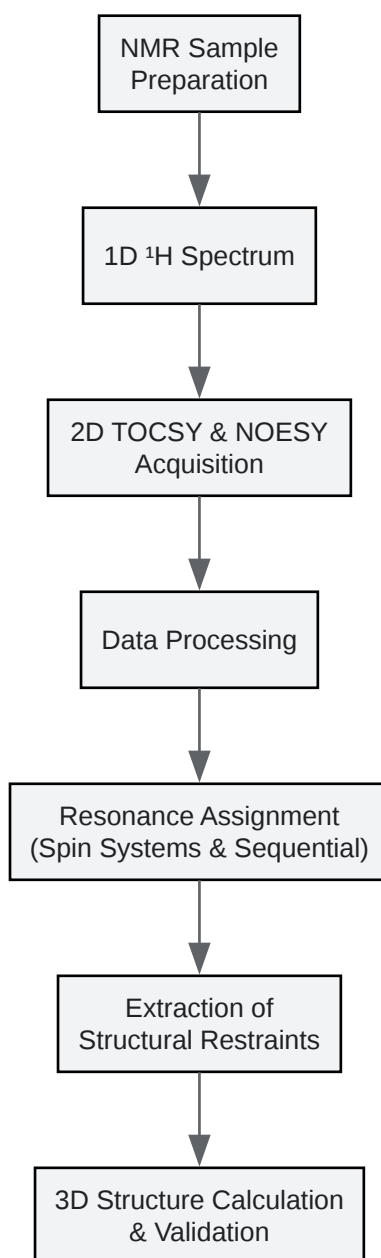 NMR Sample
Preparation
1D ¹H Spectrum
2D TOCSY & NOESY
Acquisition
Data Processing
Resonance Assignment
(Spin Systems & Sequential)
Extraction of
Structural Restraints
3D Structure Calculation
& Validation